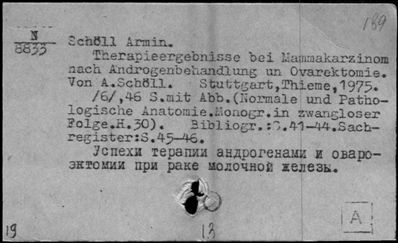 189
N
8833
Schöll Armin.
Therapieergebnisse bei Mammakarzinom
nach Androgenbehandlung un Ovarektomie.
Von A.Schöll. Stuttgart,Thieme,1975.
/6/,46 S.mit Abb.(Normale und Patho-
logische Anatomie.Monogr.in zwangloser
Folge.H.30). Bibliogr.:S.41-44.Sach-
register:S.45-46.
Успехи терапии андрогенами и оваро-
эктомии при раке молочной железы.
19
13
A